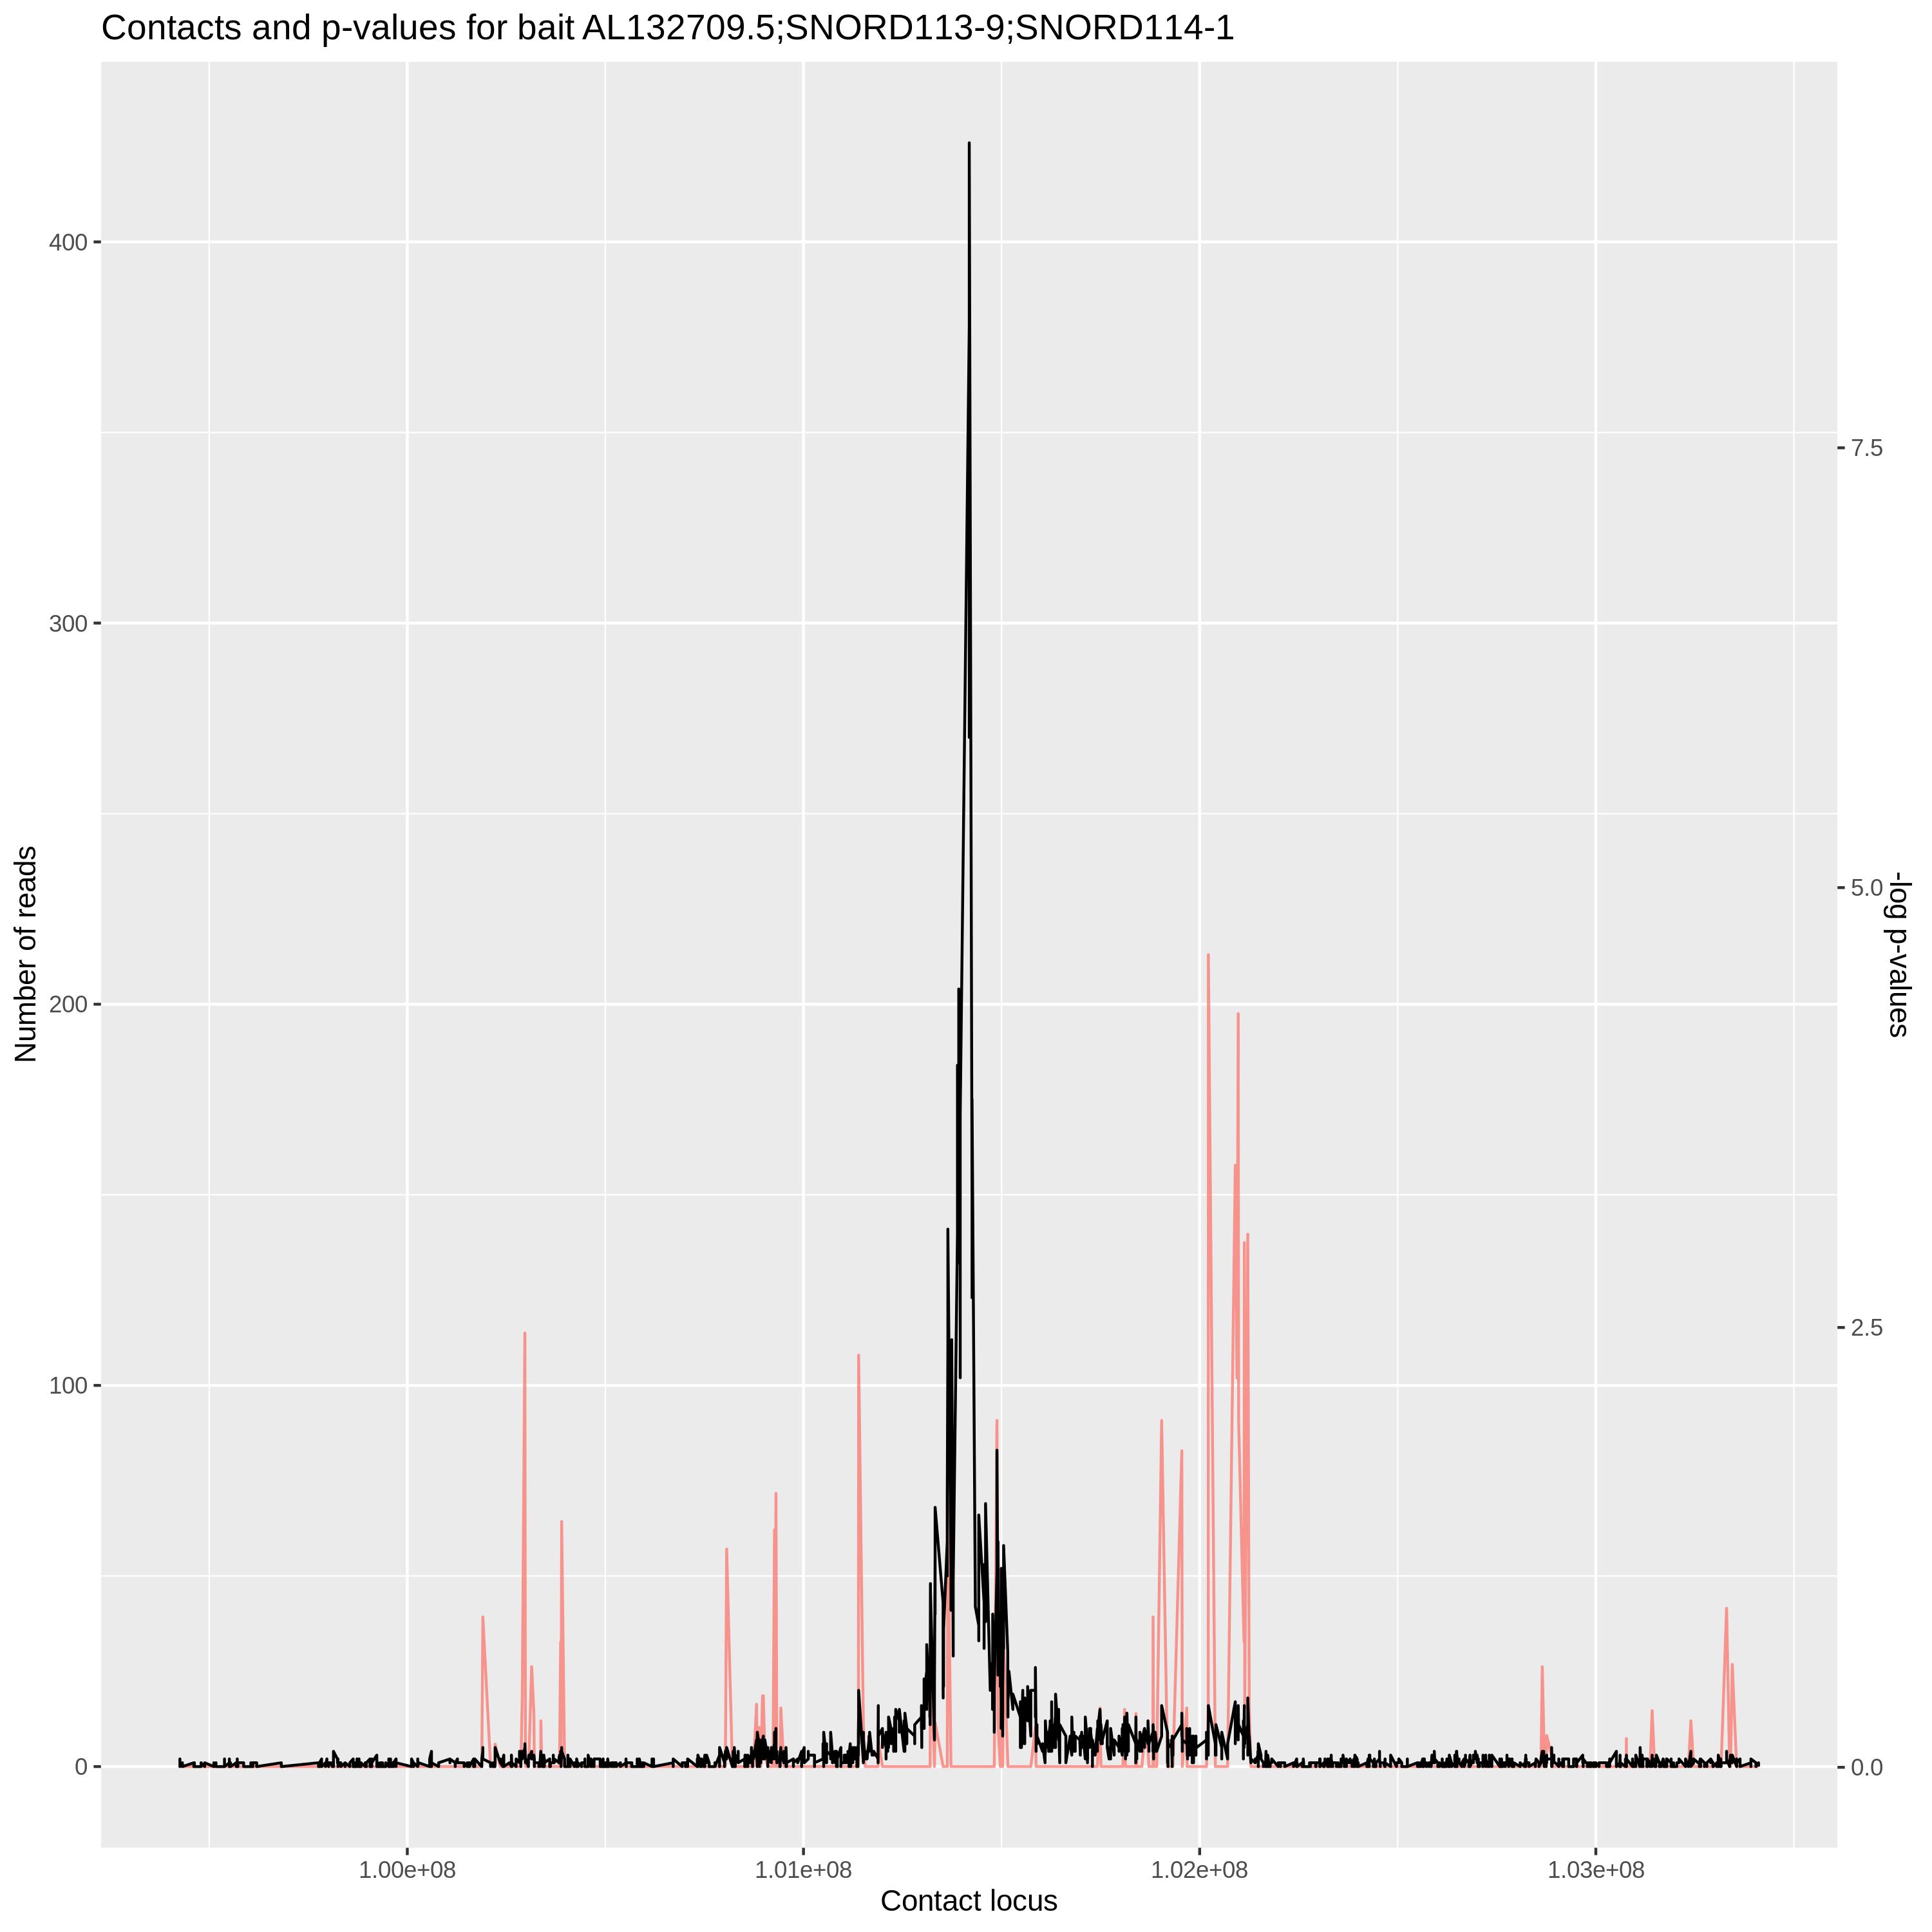 Contacts and p-values for bait AL132709.5;SNORD113-9;SNORD114-1
400
300
200
100
0
Number of reads
7.5
5.0
2.5
0.0
-log p-values
1.00e+08
1.01e+08
1.02e+08
1.03e+08
Contact locus